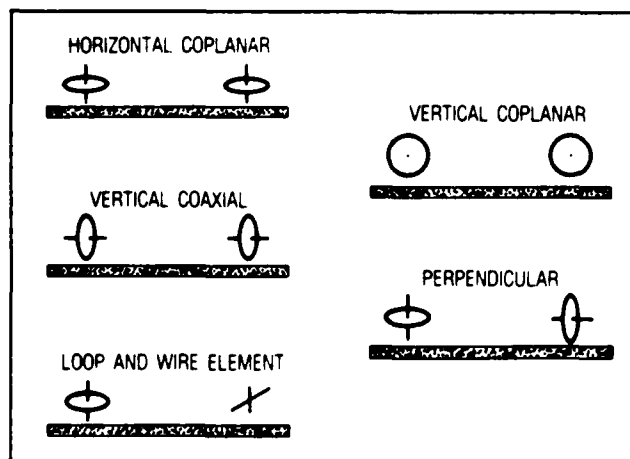 HORIZONTAL COPLANAR
VERTICAL COAXIAL
LOOP AND WIRE ELEMENT
VERTICAL COPLANAR
PERPENDICULAR